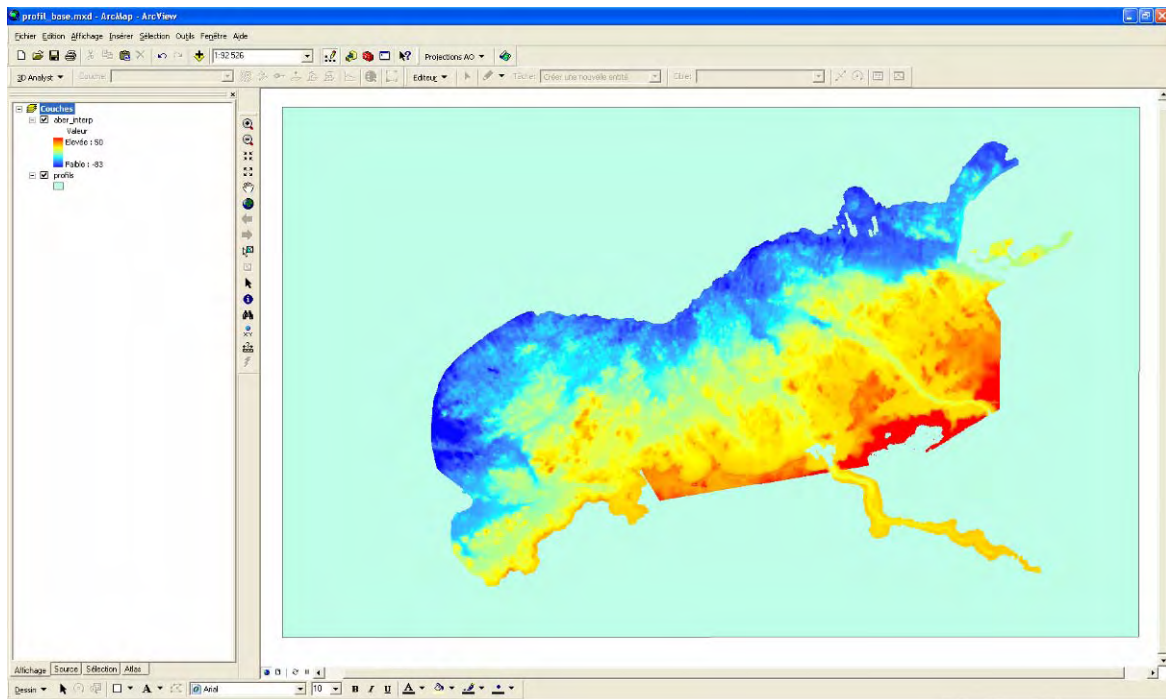 profil_base.mxd - ArcMap - ArcView
Fichier Edition Affichage Insérer Sélection Outils Fenêtre Aide
1:92 526 Projections AO
3D Analyst Couche: Editeur Tâche: Créer une nouvelle entité Cible:
Couches
aber_interp
Valeur
Elevée : 50
Faible : -83
profils
Affichage Source Sélection Atlas
Dessin A Arial 10 B I U A